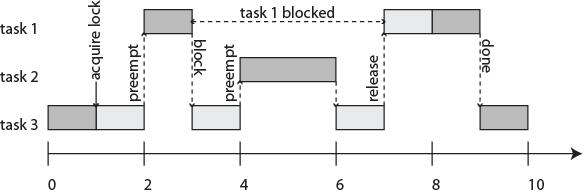 task 1 blocked
task 1
acquire lock
preempt
block
preempt
release
done
task 2
task 3
0 2 4 6 8 10